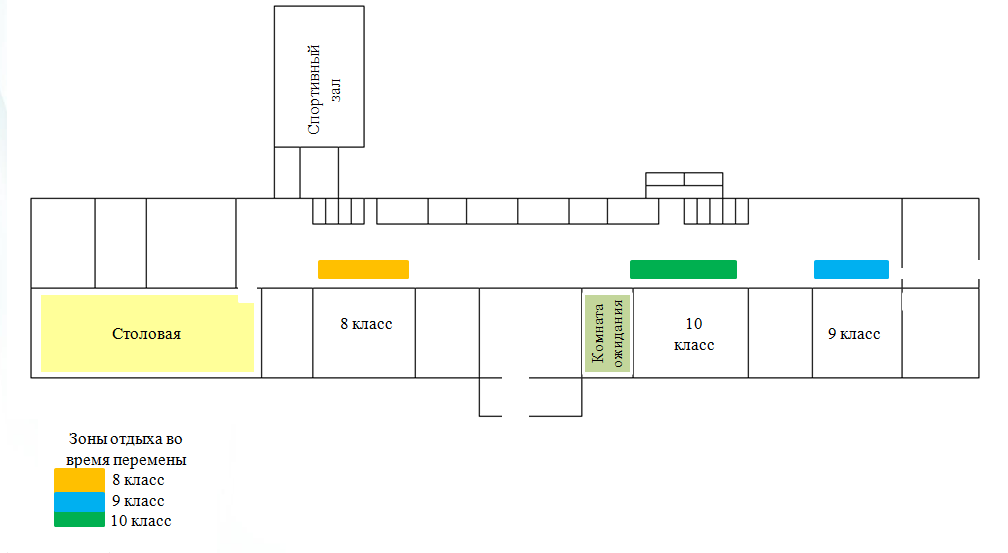 Спортивный
зал
Столовая
8 класс
Комната
ожидания
10
класс
9 класс
Зоны отдыха во
время перемены
8 класс
9 класс
10 класс